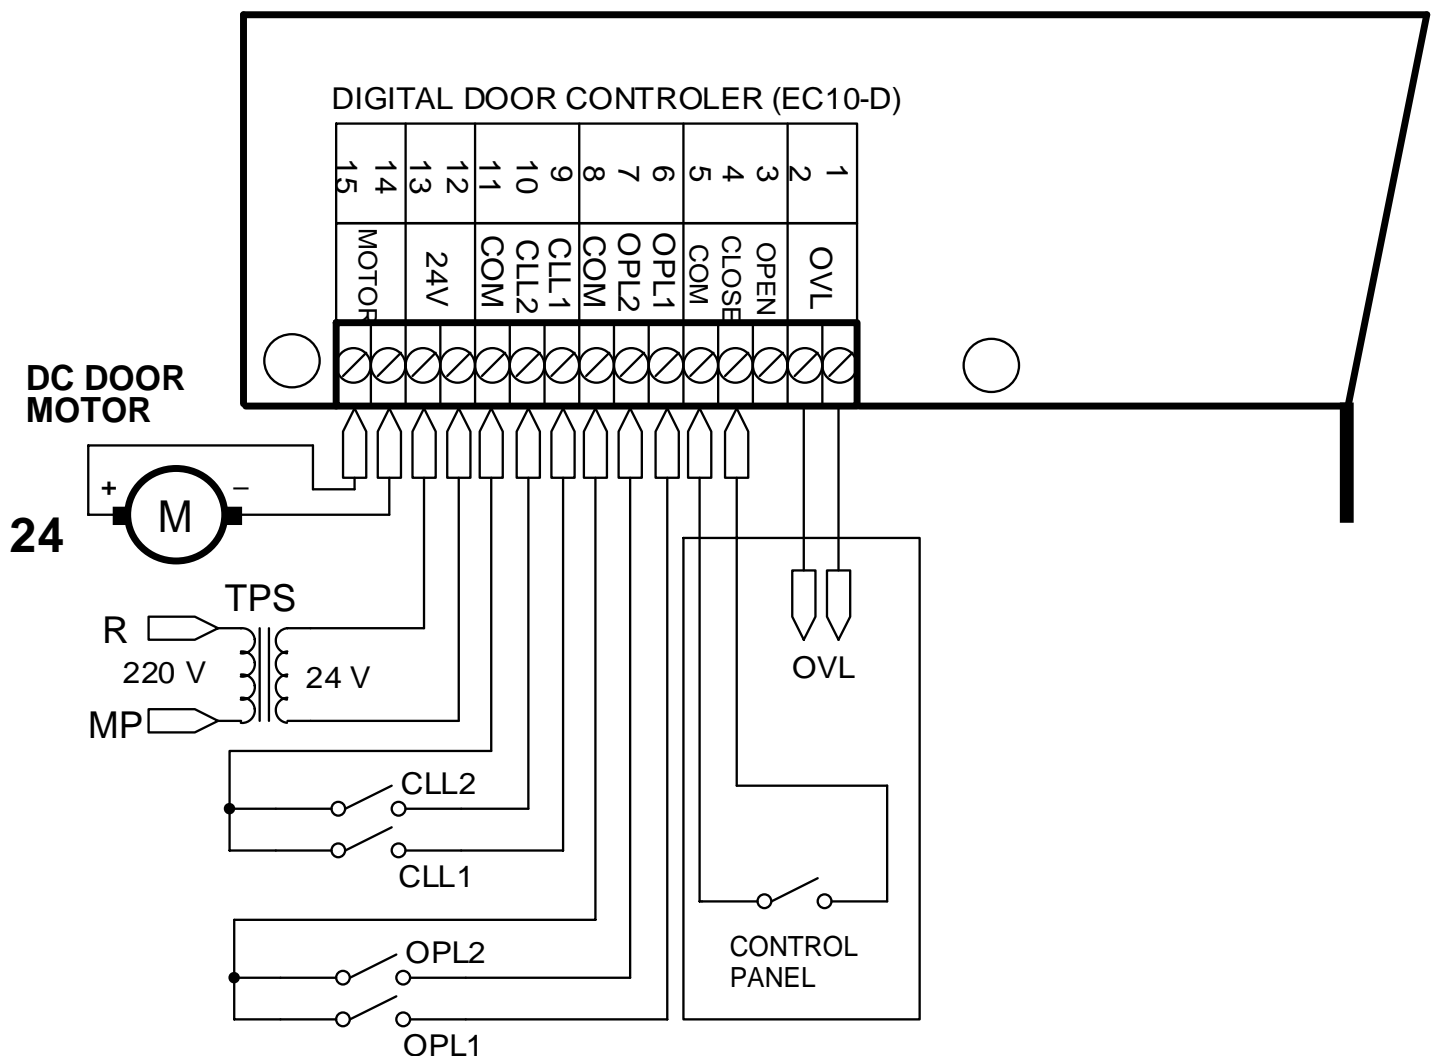 DIGITAL DOOR CONTROLER (EC10-D)
15 14 13 12 11 10 9 8 7 6 5 4 3 2 1
MOTOR 24V COM CLL2 CLL1 COM OPL2 OPL1 COM CLOSE OPEN OVL
DC DOOR
MOTOR
+ M –
24
TPS
R
220 V 24 V
MP
OVL
CLL2
CLL1
CONTROL
PANEL
OPL2
OPL1